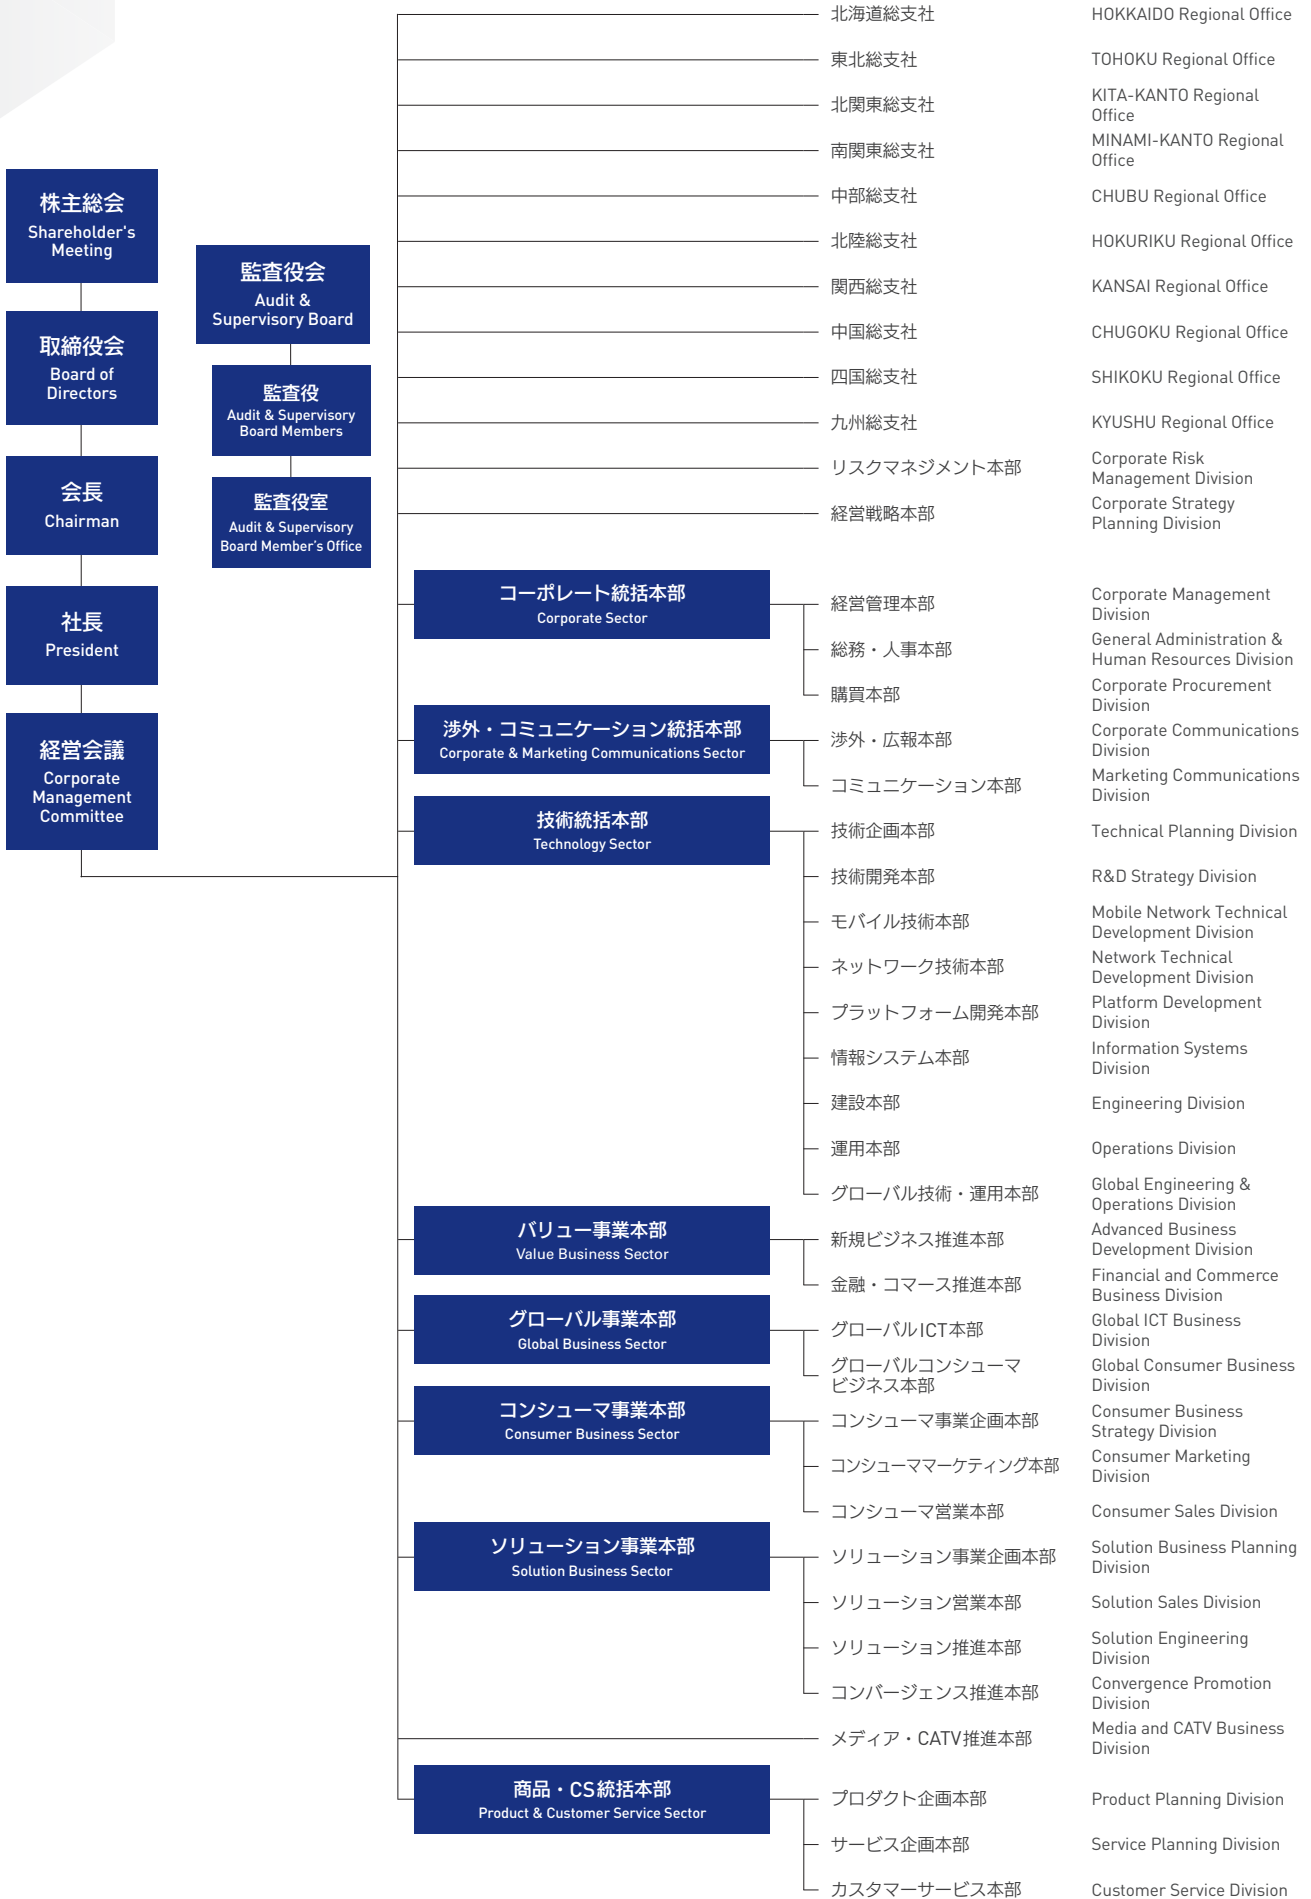 株主総会
Shareholder's
Meeting
取締役会
Board of
Directors
会長
Chairman
社長
President
経営会議
Corporate
Management
Committee
監査役会
Audit &
Supervisory Board
監査役
Audit & Supervisory
Board Members
監査役室
Audit & Supervisory
Board Member's Office
北海道総支社
HOKKAIDO Regional Office
東北総支社
TOHOKU Regional Office
北関東総支社
KITA-KANTO Regional
Office
南関東総支社
MINAMI-KANTO Regional
Office
中部総支社
CHUBU Regional Office
北陸総支社
HOKURIKU Regional Office
関西総支社
KANSAI Regional Office
中国総支社
CHUGOKU Regional Office
四国総支社
SHIKOKU Regional Office
九州総支社
KYUSHU Regional Office
リスクマネジメント本部
Corporate Risk
Management Division
経営戦略本部
Corporate Strategy
Planning Division
コーポレート統括本部
Corporate Sector
経営管理本部
Corporate Management
Division
総務・人事本部
General Administration &
Human Resources Division
購買本部
Corporate Procurement
Division
渉外・コミュニケーション統括本部
Corporate & Marketing Communications Sector
渉外・広報本部
Corporate Communications
Division
コミュニケーション本部
Marketing Communications
Division
技術統括本部
Technology Sector
技術企画本部
Technical Planning Division
技術開発本部
R&D Strategy Division
モバイル技術本部
Mobile Network Technical
Development Division
ネットワーク技術本部
Network Technical
Development Division
プラットフォーム開発本部
Platform Development
Division
情報システム本部
Information Systems
Division
建設本部
Engineering Division
運用本部
Operations Division
グローバル技術・運用本部
Global Engineering &
Operations Division
バリュー事業本部
Value Business Sector
新規ビジネス推進本部
Advanced Business
Development Division
金融・コマース推進本部
Financial and Commerce
Business Division
グローバル事業本部
Global Business Sector
グローバルICT本部
Global ICT Business
Division
グローバルコンシューマ
ビジネス本部
Global Consumer Business
Division
コンシューマ事業本部
Consumer Business Sector
コンシューマ事業企画本部
Consumer Business
Strategy Division
コンシューママーケティング本部
Consumer Marketing
Division
コンシューマ営業本部
Consumer Sales Division
ソリューション事業本部
Solution Business Sector
ソリューション事業企画本部
Solution Business Planning
Division
ソリューション営業本部
Solution Sales Division
ソリューション推進本部
Solution Engineering
Division
コンバージェンス推進本部
Convergence Promotion
Division
メディア・CATV推進本部
Media and CATV Business
Division
商品・CS統括本部
Product & Customer Service Sector
プロダクト企画本部
Product Planning Division
サービス企画本部
Service Planning Division
カスタマーサービス本部
Customer Service Division